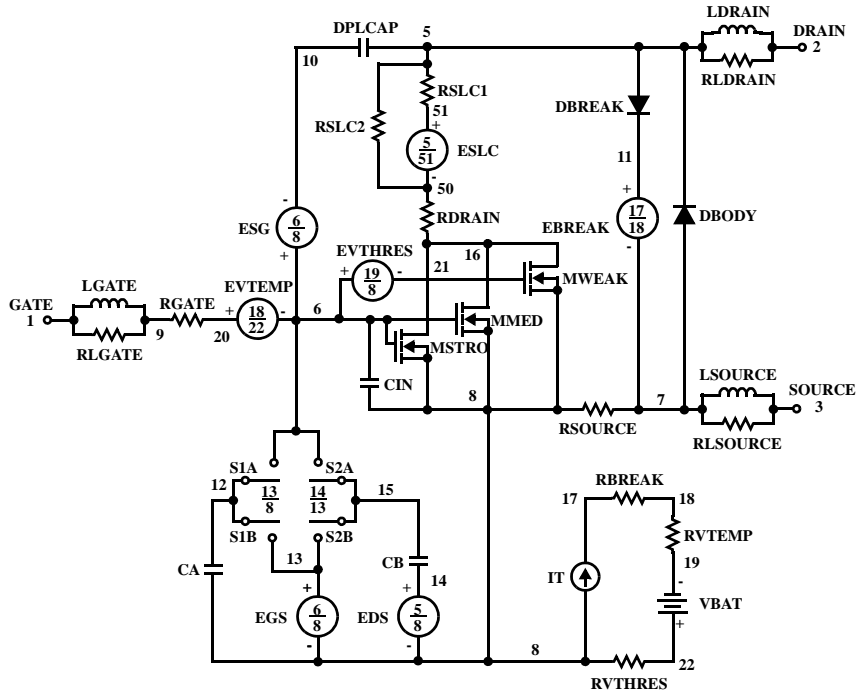 LDRAIN
DPLCAP 5 DRAIN
10 2
RLDRAIN
RSLC1
DBREAK
51
RSLC2 +
5
51
ESLC
11
-
50
- +
RDRAIN 17
18
6
8
ESG EBREAK DBODY
EVTHRES
+ 16 -
21
+ 19
8
- MWEAK
LGATE EVTEMP
GATE RGATE + 18
22
- 6
1 MMED
9 20
MSTRO
RLGATE
LSOURCE
CIN 8 7 SOURCE
3
RSOURCE
RLSOURCE
S1A S2A
12 13
8
14
13
15 RBREAK
17 18
S1B S2B
RVTEMP
13 CB
CA 19
14 IT -
+ +
VBAT
EGS 6
8
EDS 5
8
+
- - 8 22
RVTHRES